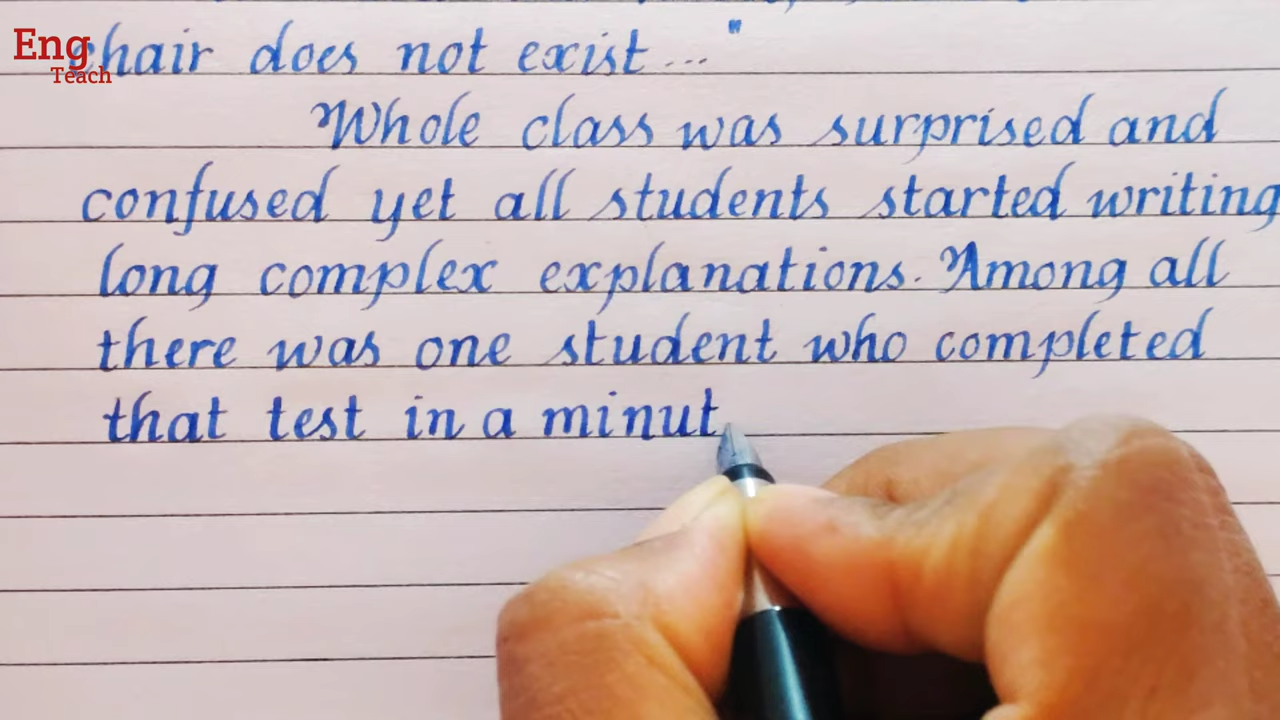 Eng
Teach
chair does not exist..."
Whole class was surprised and
confused yet all students started writing
long complex explanations. Among all
there was one student who completed
that test in a minut